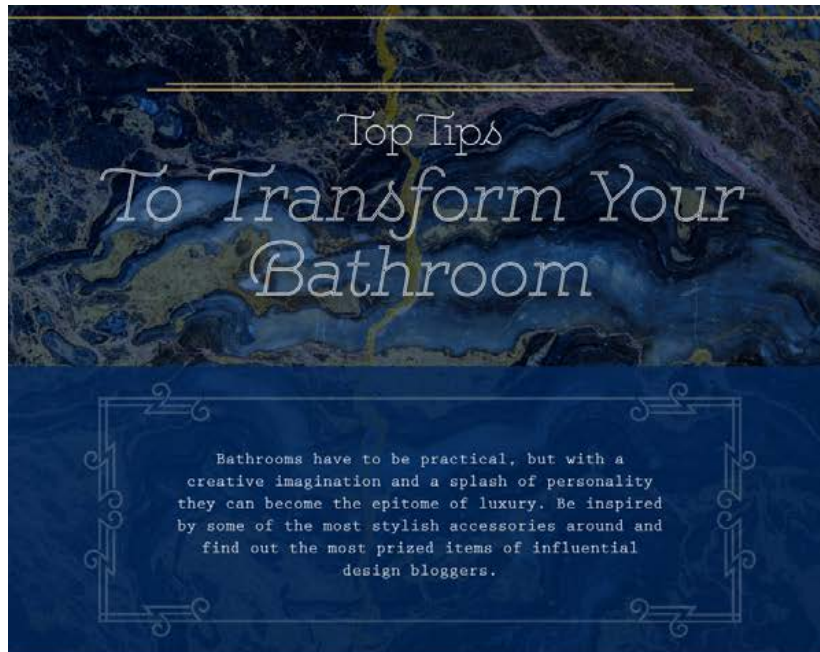 Top Tips
To Transform Your
Bathroom
Bathrooms have to be practical, but with a
creative imagination and a splash of personality
they can become the epitome of luxury. Be inspired
by some of the most stylish accessories around and
find out the most prized items of influential
design bloggers.